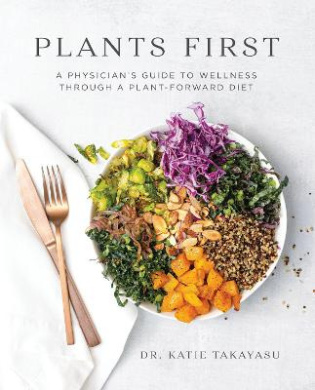 PLANTS FIRST
A PHYSICIAN'S GUIDE TO WELLNESS
THROUGH A PLANT-FORWARD DIET
DR. KATIE TAKAYASU